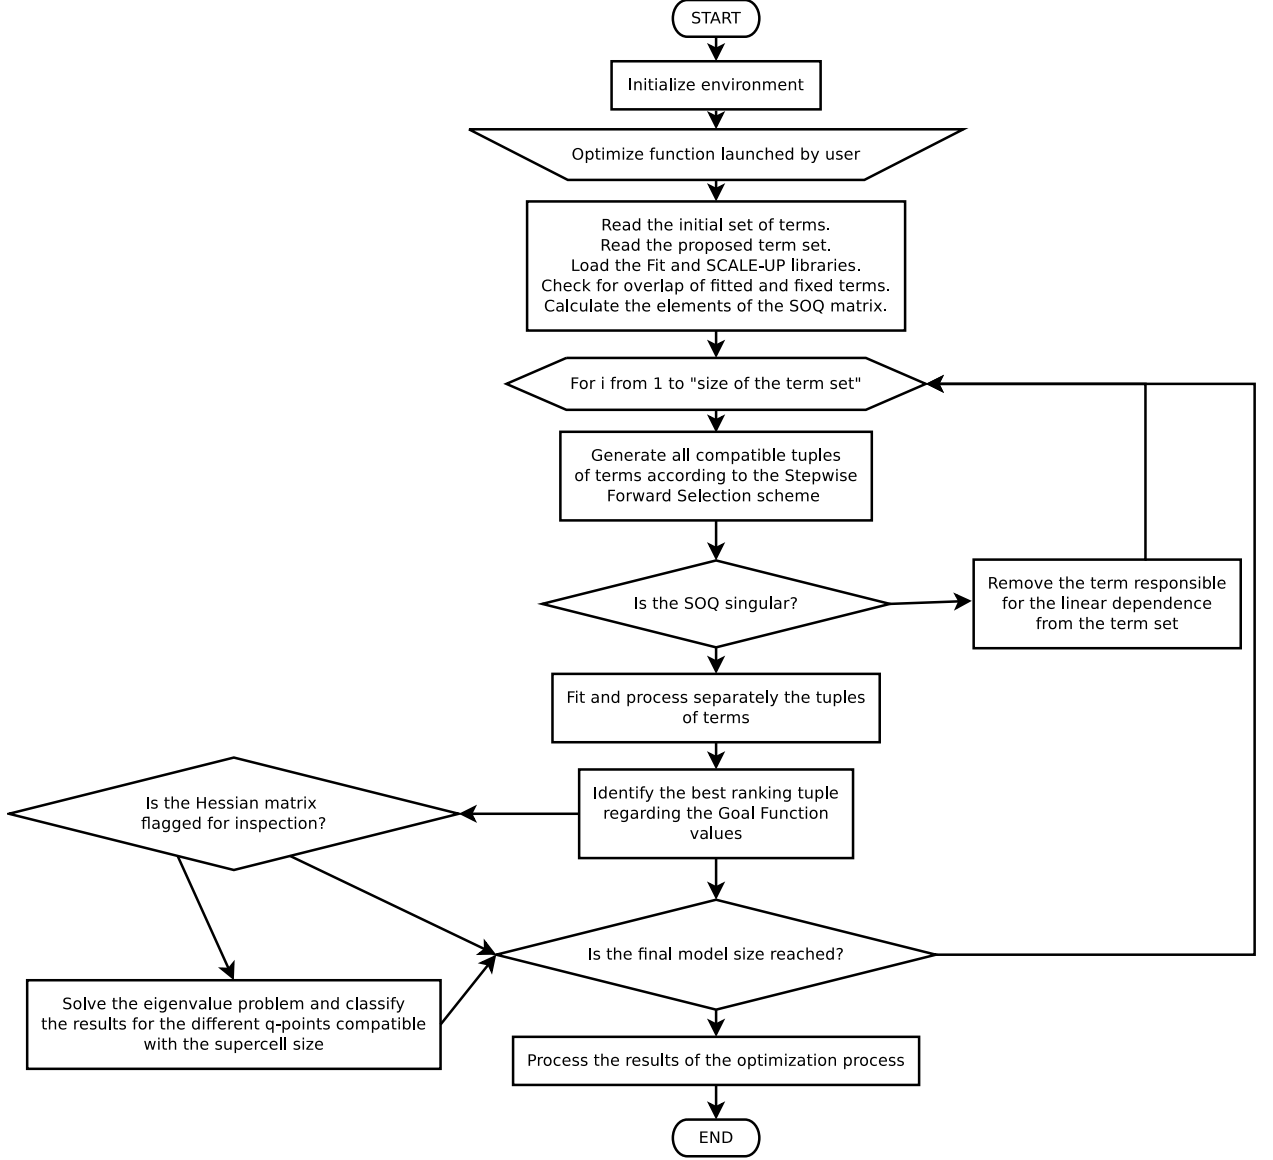 START
Initialize environment
Optimize function launched by user
Read the initial set of terms.
Read the proposed term set.
Load the Fit and SCALE-UP libraries.
Check for overlap of fitted and fixed terms.
Calculate the elements of the SOQ matrix.
For i from 1 to "size of the term set"
Generate all compatible tuples
of terms according to the Stepwise
Forward Selection scheme
Is the SOQ singular?
Remove the term responsible
for the linear dependence
from the term set
Fit and process separately the tuples
of terms
Identify the best ranking tuple
regarding the Goal Function
values
Is the Hessian matrix
flagged for inspection?
Is the final model size reached?
Solve the eigenvalue problem and classify
the results for the different q-points compatible
with the supercell size
Process the results of the optimization process
END